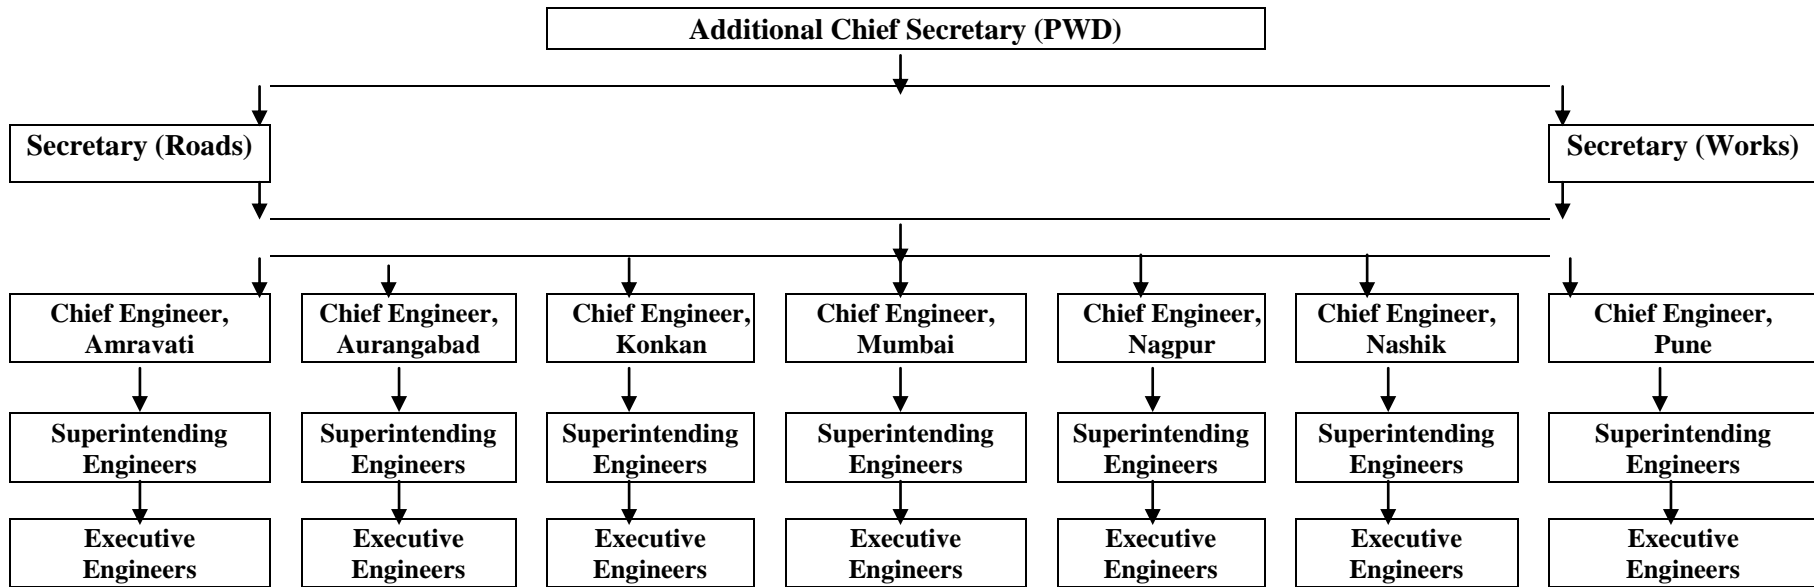 Additional Chief Secretary (PWD)
Secretary (Roads)
Secretary (Works)
Chief Engineer,
Amravati
Chief Engineer,
Aurangabad
Chief Engineer,
Konkan
Chief Engineer,
Mumbai
Chief Engineer,
Nagpur
Chief Engineer,
Nashik
Chief Engineer,
Pune
Superintending
Engineers
Superintending
Engineers
Superintending
Engineers
Superintending
Engineers
Superintending
Engineers
Superintending
Engineers
Superintending
Engineers
Executive
Engineers
Executive
Engineers
Executive
Engineers
Executive
Engineers
Executive
Engineers
Executive
Engineers
Executive
Engineers